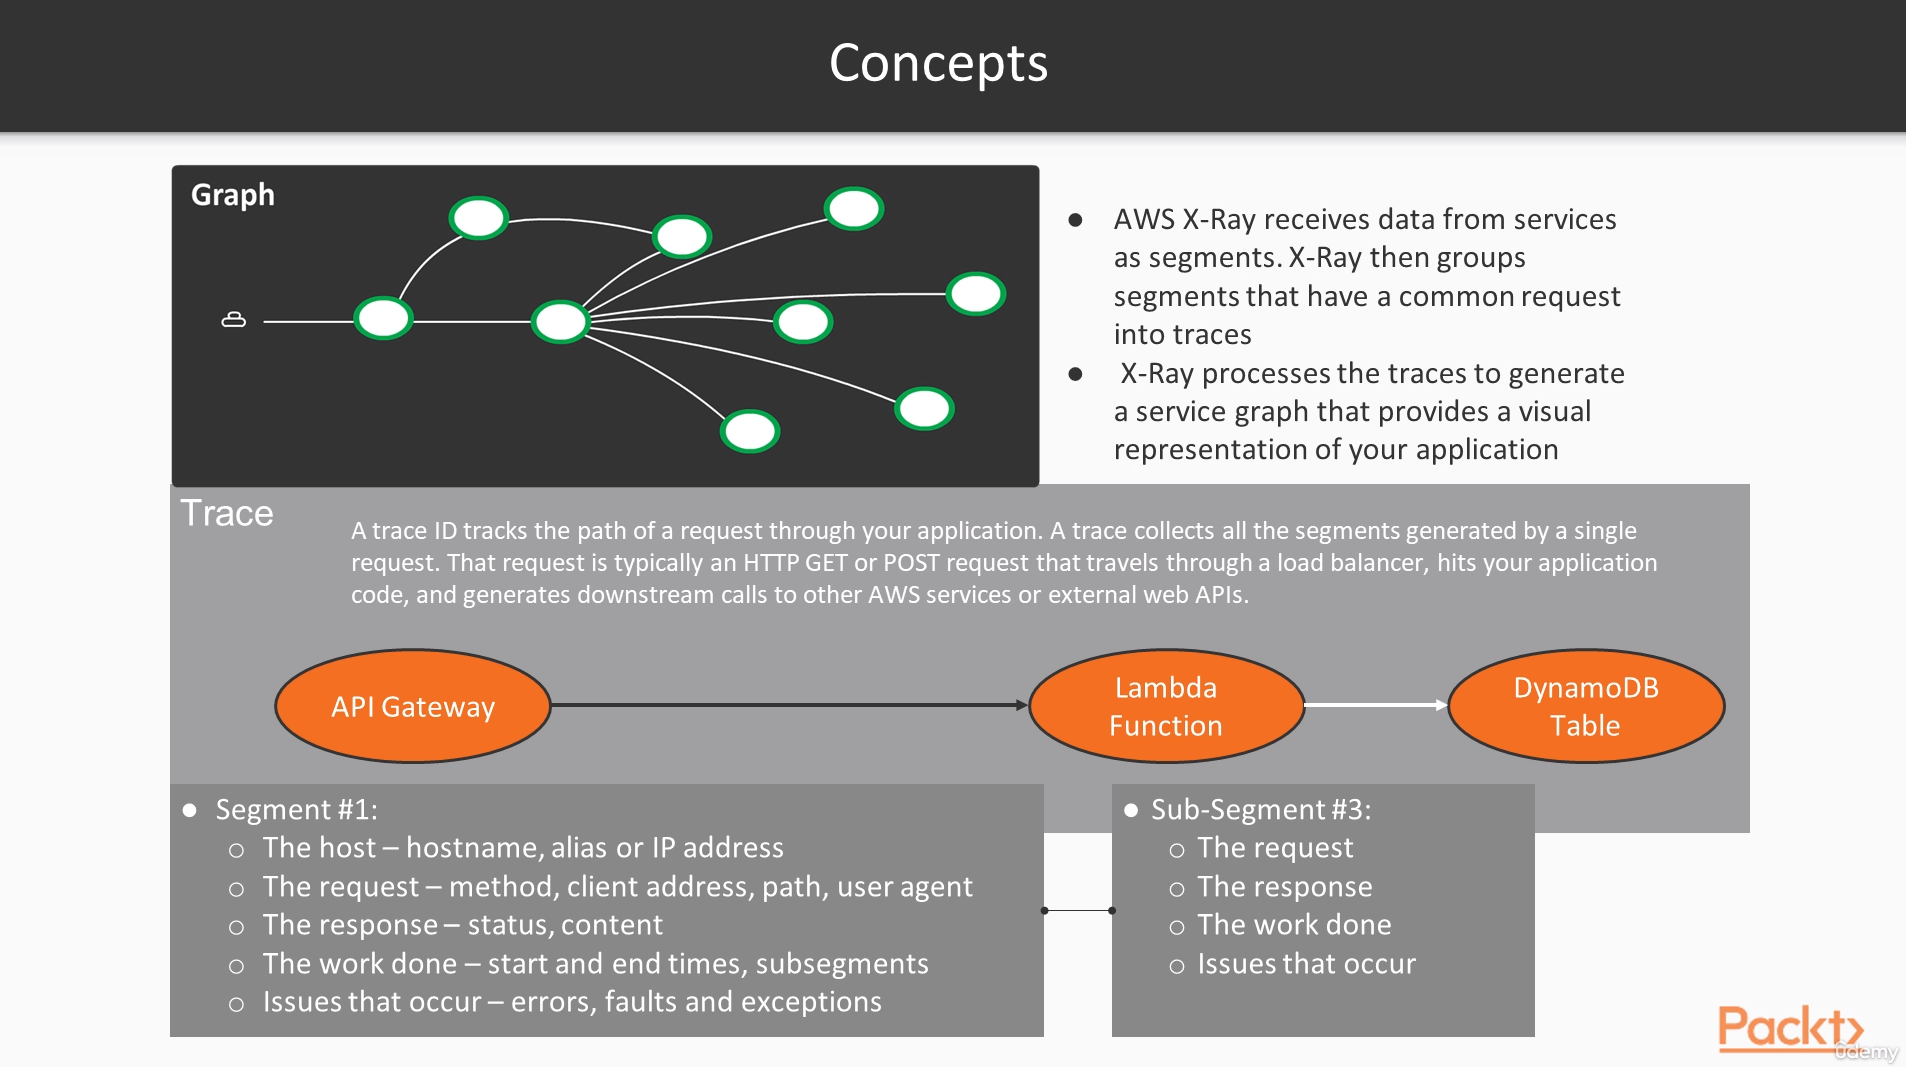 Concepts
Graph
● AWS X-Ray receives data from services
as segments. X-Ray then groups
segments that have a common request
into traces
● X-Ray processes the traces to generate
a service graph that provides a visual
representation of your application
Trace
A trace ID tracks the path of a request through your application. A trace collects all the segments generated by a single
request. That request is typically an HTTP GET or POST request that travels through a load balancer, hits your application
code, and generates downstream calls to other AWS services or external web APIs.
API Gateway
Lambda
Function
DynamoDB
Table
● Segment #1:
○ The host – hostname, alias or IP address
○ The request – method, client address, path, user agent
○ The response – status, content
○ The work done – start and end times, subsegments
○ Issues that occur – errors, faults and exceptions
● Sub-Segment #3:
○ The request
○ The response
○ The work done
○ Issues that occur
Packt
ûdemy